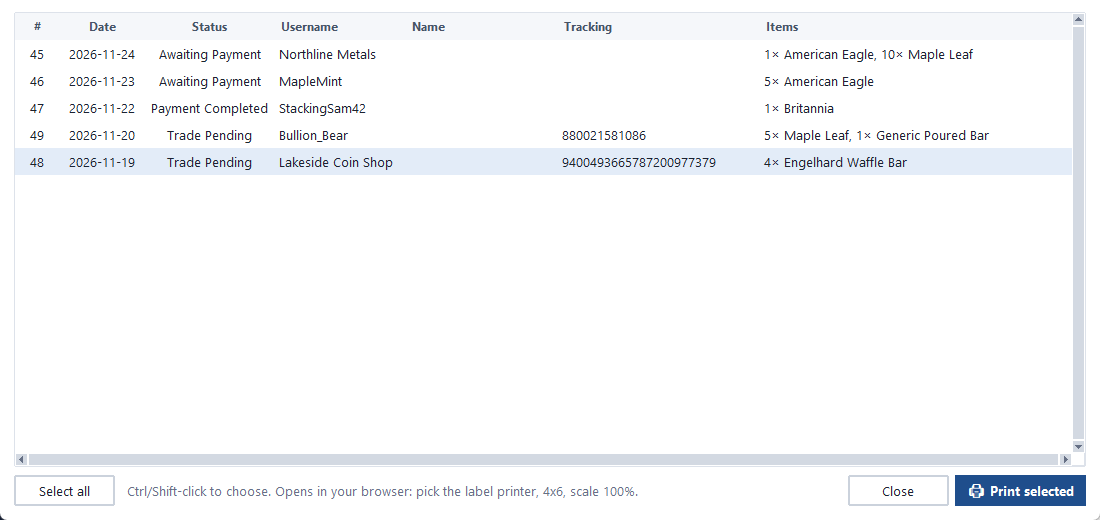 # Date Status Username Name Tracking Items
45 2026-11-24 Awaiting Payment Northline Metals 1× American Eagle, 10× Maple Leaf
46 2026-11-23 Awaiting Payment MapleMint 5× American Eagle
47 2026-11-22 Payment Completed StackingSam42 1× Britannia
49 2026-11-20 Trade Pending Bullion_Bear 880021581086 5× Maple Leaf, 1× Generic Poured Bar
48 2026-11-19 Trade Pending Lakeside Coin Shop 9400493665787200977379 4× Engelhard Waffle Bar
Select all Ctrl/Shift-click to choose. Opens in your browser: pick the label printer, 4x6, scale 100%. Close Print selected